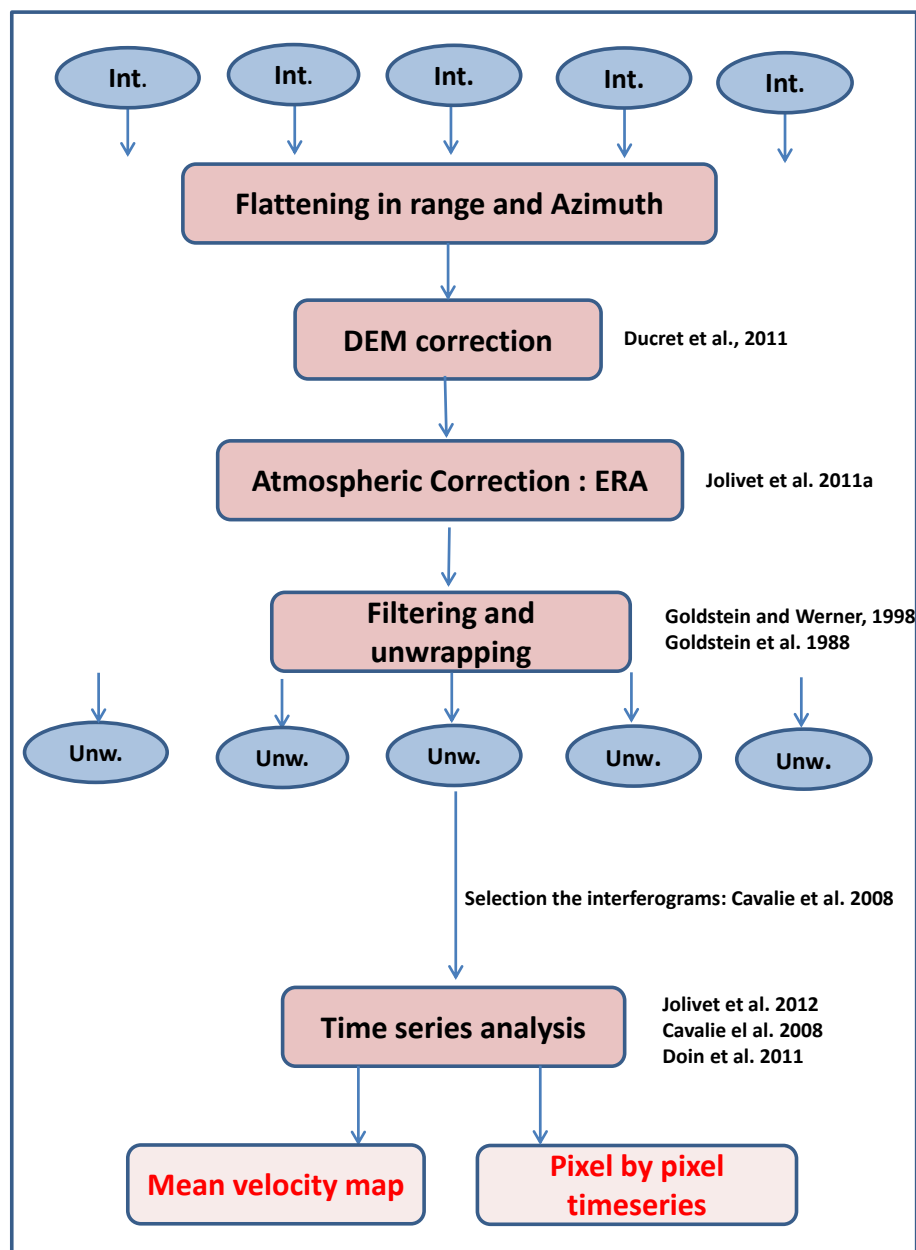 Int.
Int.
Int.
Int.
Int.
Flattening in range and Azimuth
DEM correction
Ducret et al., 2011
Atmospheric Correction : ERA
Jolivet et al. 2011a
Filtering and
unwrapping
Goldstein and Werner, 1998
Goldstein et al. 1988
Unw.
Unw.
Unw.
Unw.
Unw.
Selection the interferograms: Cavalie et al. 2008
Time series analysis
Jolivet et al. 2012
Cavalie el al. 2008
Doin et al. 2011
Mean velocity map
Pixel by pixel
timeseries